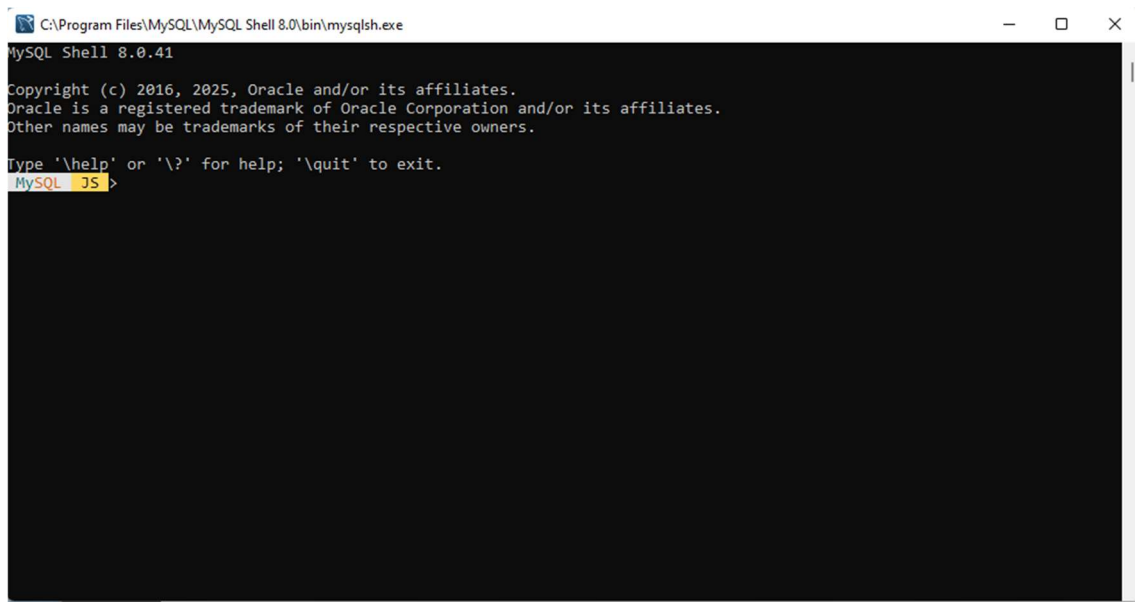 C:\Program Files\MySQL\MySQL Shell 8.0\bin\mysqlsh.exe
MySQL Shell 8.0.41
Copyright (c) 2016, 2025, Oracle and/or its affiliates.
Oracle is a registered trademark of Oracle Corporation and/or its affiliates.
Other names may be trademarks of their respective owners.
Type '\help' or '\?' for help; '\quit' to exit.
MySQL JS >